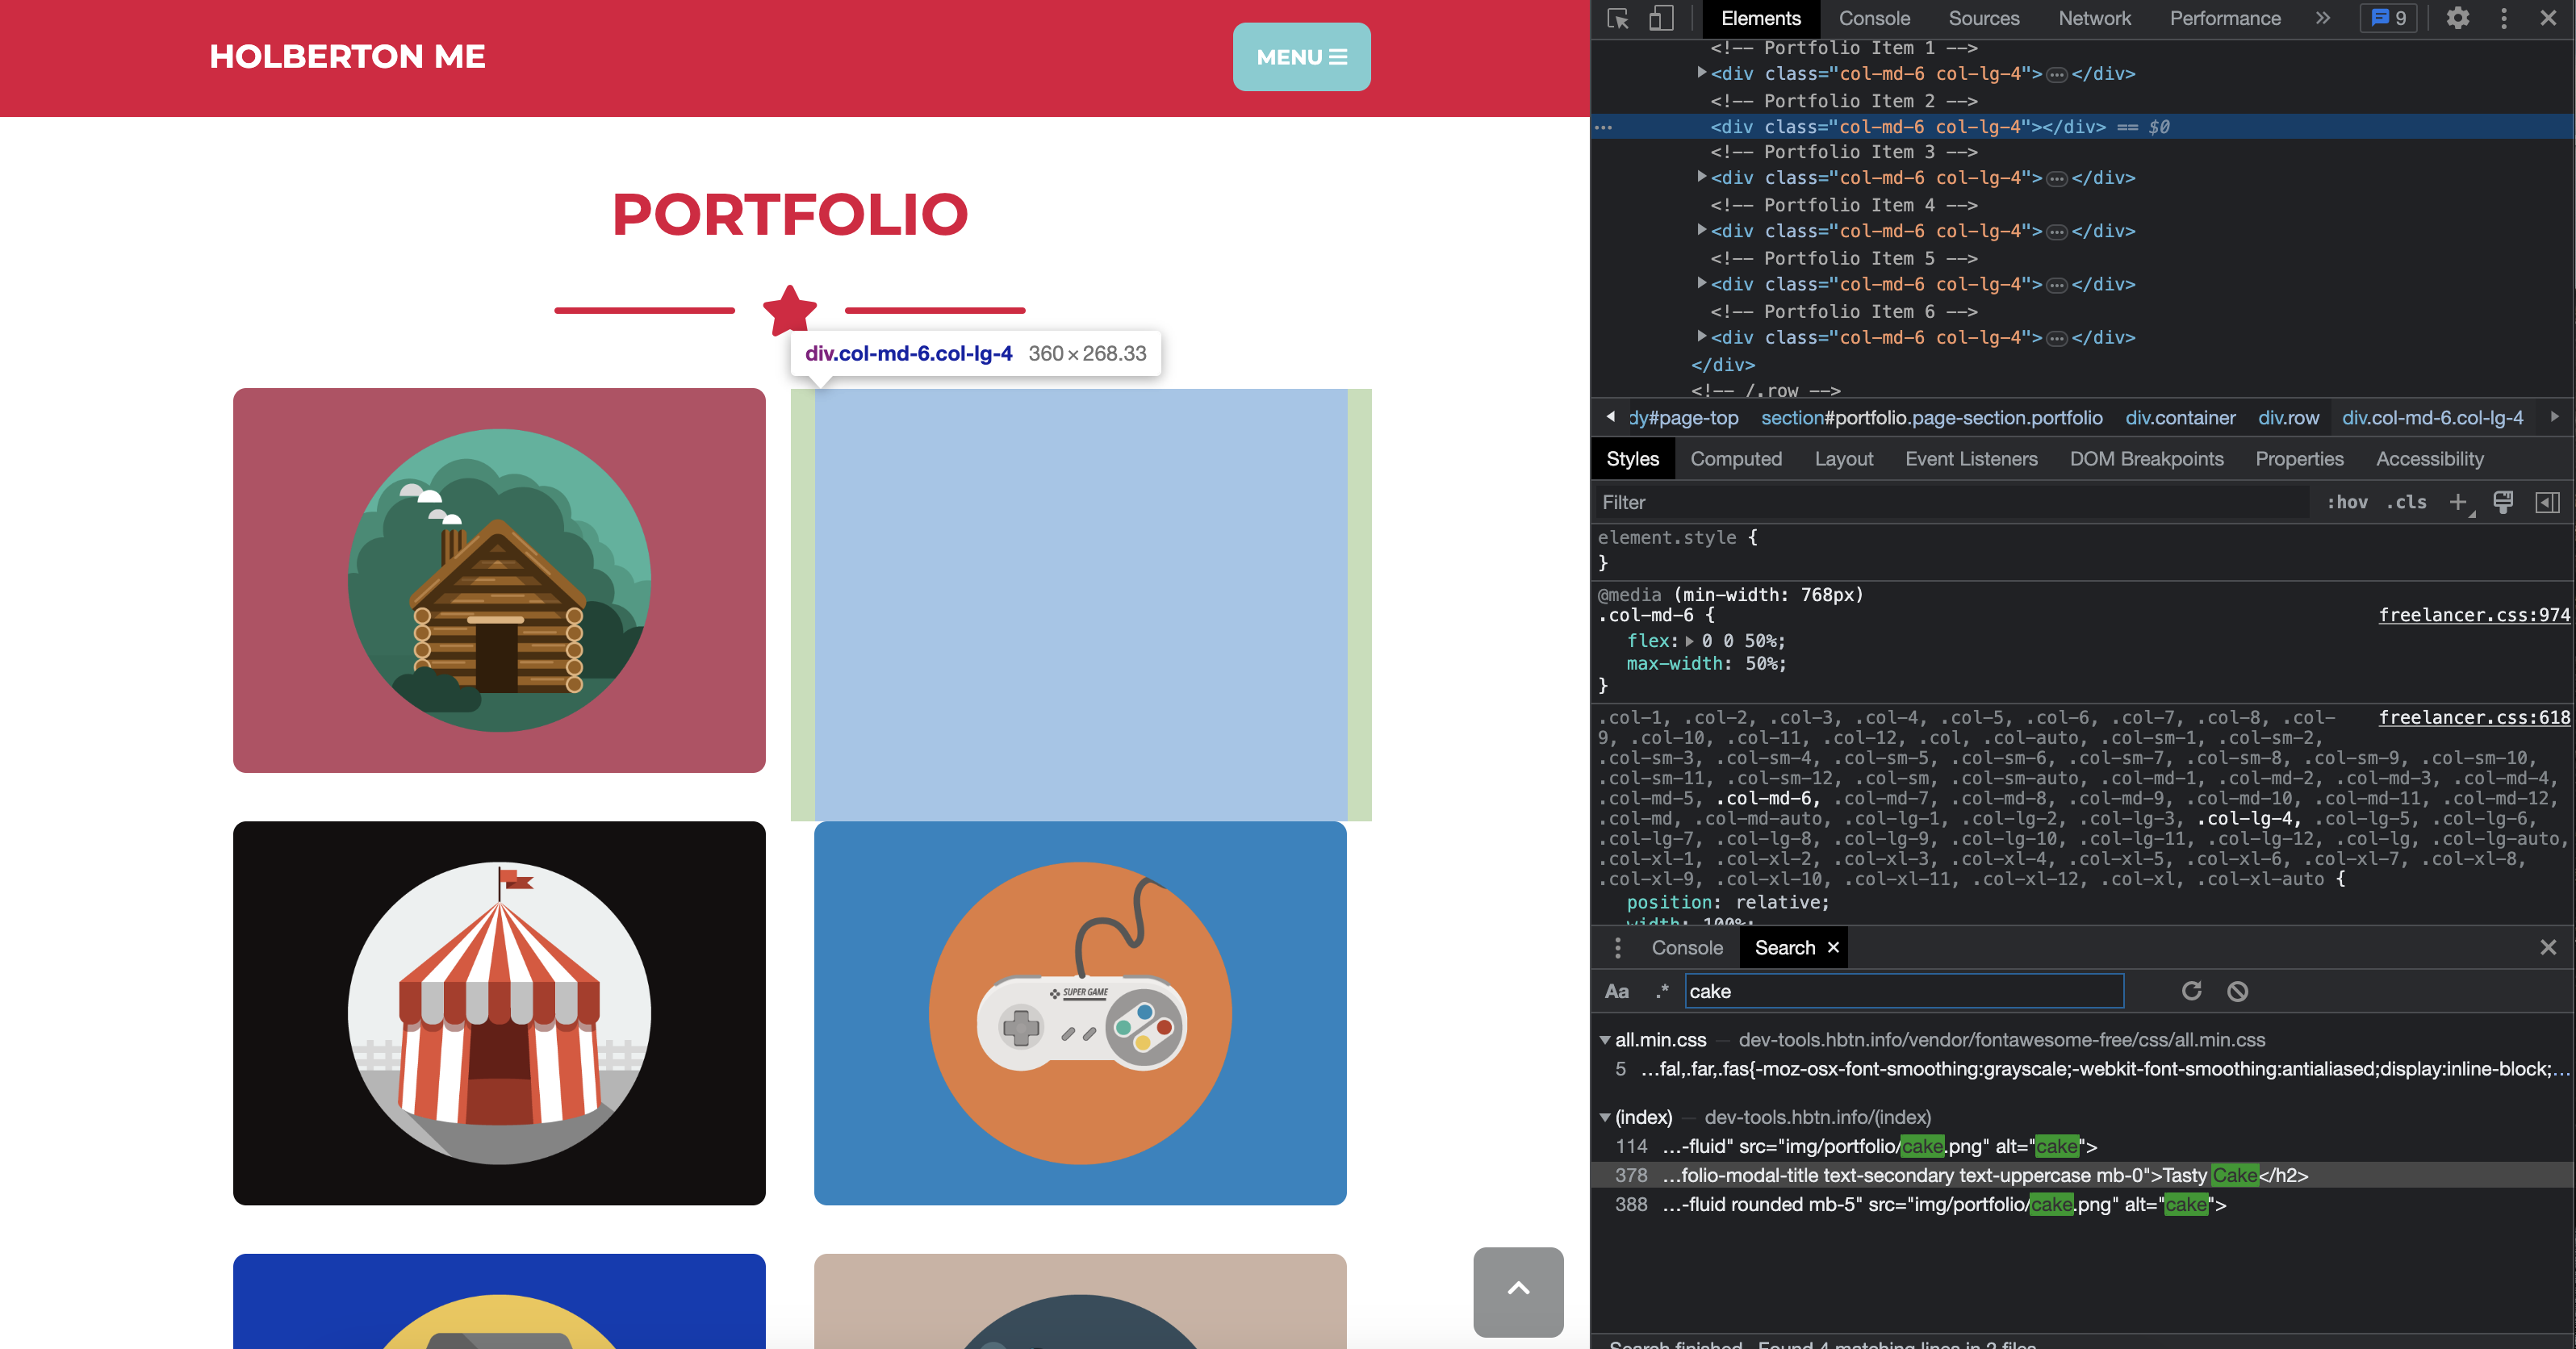 HOLBERTON ME
MENU
PORTFOLIO
div.col-md-6.col-lg-4 360×268.33
SUPER GAME
Elements Console Sources Network Performance » 9
<!-- Portfolio Item 1 -->
<div class="col-md-6 col-lg-4">…</div>
<!-- Portfolio Item 2 -->
… <div class="col-md-6 col-lg-4"></div> == $0
<!-- Portfolio Item 3 -->
<div class="col-md-6 col-lg-4">…</div>
<!-- Portfolio Item 4 -->
<div class="col-md-6 col-lg-4">…</div>
<!-- Portfolio Item 5 -->
<div class="col-md-6 col-lg-4">…</div>
<!-- Portfolio Item 6 -->
<div class="col-md-6 col-lg-4">…</div>
</div>
<!-- /.row -->
dy#page-top section#portfolio.page-section.portfolio div.container div.row div.col-md-6.col-lg-4
Styles Computed Layout Event Listeners DOM Breakpoints Properties Accessibility
Filter :hov .cls +
element.style {
}
@media (min-width: 768px)
.col-md-6 { freelancer.css:974
flex: 0 0 50%;
max-width: 50%;
}
.col-1, .col-2, .col-3, .col-4, .col-5, .col-6, .col-7, .col-8, .col- freelancer.css:618
9, .col-10, .col-11, .col-12, .col, .col-auto, .col-sm-1, .col-sm-2,
.col-sm-3, .col-sm-4, .col-sm-5, .col-sm-6, .col-sm-7, .col-sm-8, .col-sm-9, .col-sm-10,
.col-sm-11, .col-sm-12, .col-sm, .col-sm-auto, .col-md-1, .col-md-2, .col-md-3, .col-md-4,
.col-md-5, .col-md-6, .col-md-7, .col-md-8, .col-md-9, .col-md-10, .col-md-11, .col-md-12,
.col-md, .col-md-auto, .col-lg-1, .col-lg-2, .col-lg-3, .col-lg-4, .col-lg-5, .col-lg-6,
.col-lg-7, .col-lg-8, .col-lg-9, .col-lg-10, .col-lg-11, .col-lg-12, .col-lg, .col-lg-auto,
.col-xl-1, .col-xl-2, .col-xl-3, .col-xl-4, .col-xl-5, .col-xl-6, .col-xl-7, .col-xl-8,
.col-xl-9, .col-xl-10, .col-xl-11, .col-xl-12, .col-xl, .col-xl-auto {
position: relative;
width: 100%;
Console Search ×
Aa .* cake
all.min.css — dev-tools.hbtn.info/vendor/fontawesome-free/css/all.min.css
5 …fal,.far,.fas{-moz-osx-font-smoothing:grayscale;-webkit-font-smoothing:antialiased;display:inline-block;…
(index) — dev-tools.hbtn.info/(index)
114 …-fluid" src="img/portfolio/cake.png" alt="cake">
378 …folio-modal-title text-secondary text-uppercase mb-0">Tasty Cake</h2>
388 …-fluid rounded mb-5" src="img/portfolio/cake.png" alt="cake">
Search finished. Found 4 matching lines in 2 files.